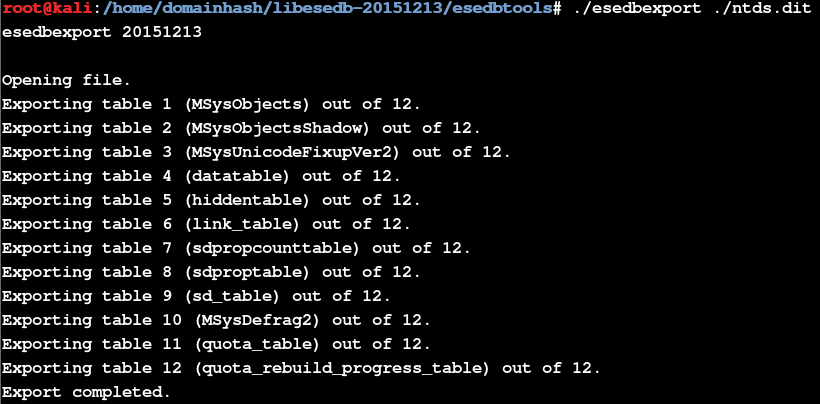 root@kali:/home/domainhash/libesedb-20151213/esedbtools# ./esedbexport ./ntds.dit
esedbexport 20151213
Opening file.
Exporting table 1 (MSysObjects) out of 12.
Exporting table 2 (MSysObjectsShadow) out of 12.
Exporting table 3 (MSysUnicodeFixupVer2) out of 12.
Exporting table 4 (datatable) out of 12.
Exporting table 5 (hiddentable) out of 12.
Exporting table 6 (link_table) out of 12.
Exporting table 7 (sdpropcounttable) out of 12.
Exporting table 8 (sdproptable) out of 12.
Exporting table 9 (sd_table) out of 12.
Exporting table 10 (MSysDefrag2) out of 12.
Exporting table 11 (quota_table) out of 12.
Exporting table 12 (quota_rebuild_progress_table) out of 12.
Export completed.